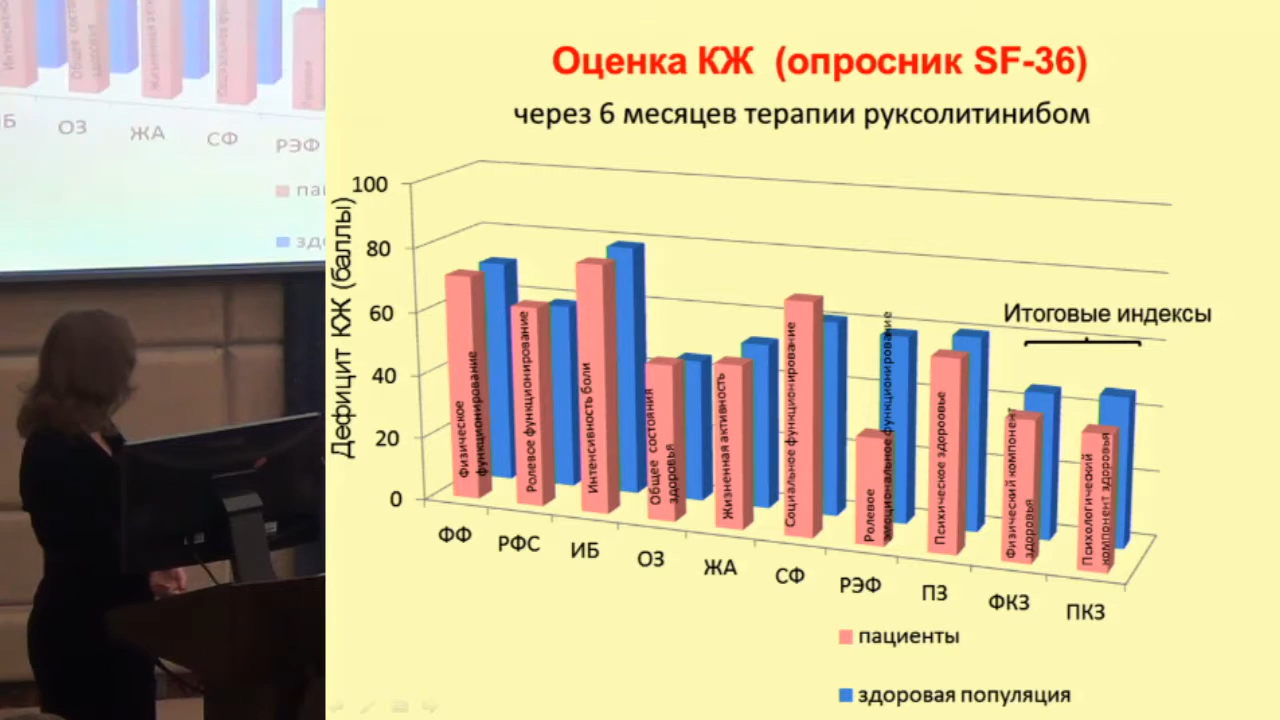 Оценка КЖ (опросник SF-36)
через 6 месяцев терапии руксолитинибом
Дефицит КЖ (баллы)
100
80
60
40
20
0
Итоговые индексы
Физическое
функционирование
Ролевое функционирование
Интенсивность боли
Общее состояния
здоровья
Жизненная активность
Социальное функционирование
Ролевое
эмоциональное функционирование
Психическое здороовье
Физический компонент
здоровья
Психологический
компонент здоровья
ФФ
РФС
ИБ
ОЗ
ЖА
СФ
РЭФ
ПЗ
ФКЗ
ПКЗ
пациенты
здоровая популяция
ОЗ
ЖА
СФ
РЭФ